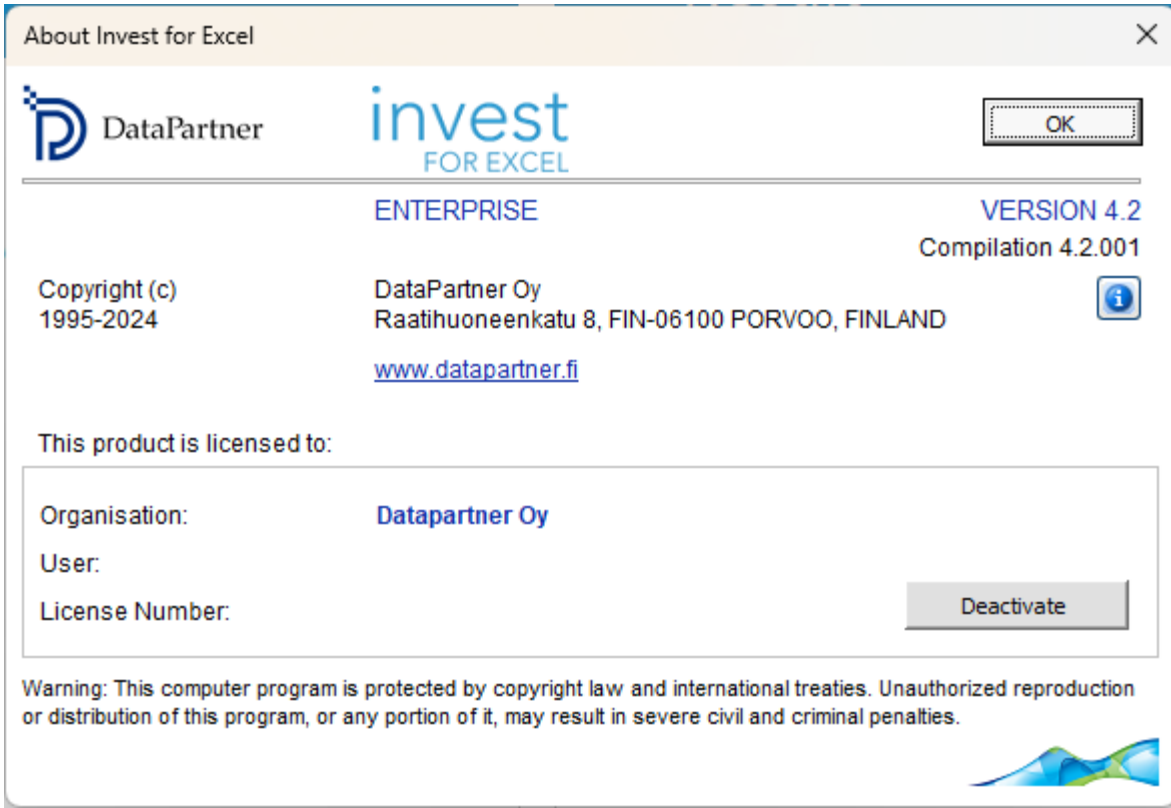 About Invest for Excel
DataPartner
invest
FOR EXCEL
OK
ENTERPRISE
VERSION 4.2
Compilation 4.2.001
Copyright (c)
1995-2024
DataPartner Oy
Raatihuoneenkatu 8, FIN-06100 PORVOO, FINLAND
www.datapartner.fi
This product is licensed to:
Organisation:
Datapartner Oy
User:
License Number:
Deactivate
Warning: This computer program is protected by copyright law and international treaties. Unauthorized reproduction
or distribution of this program, or any portion of it, may result in severe civil and criminal penalties.